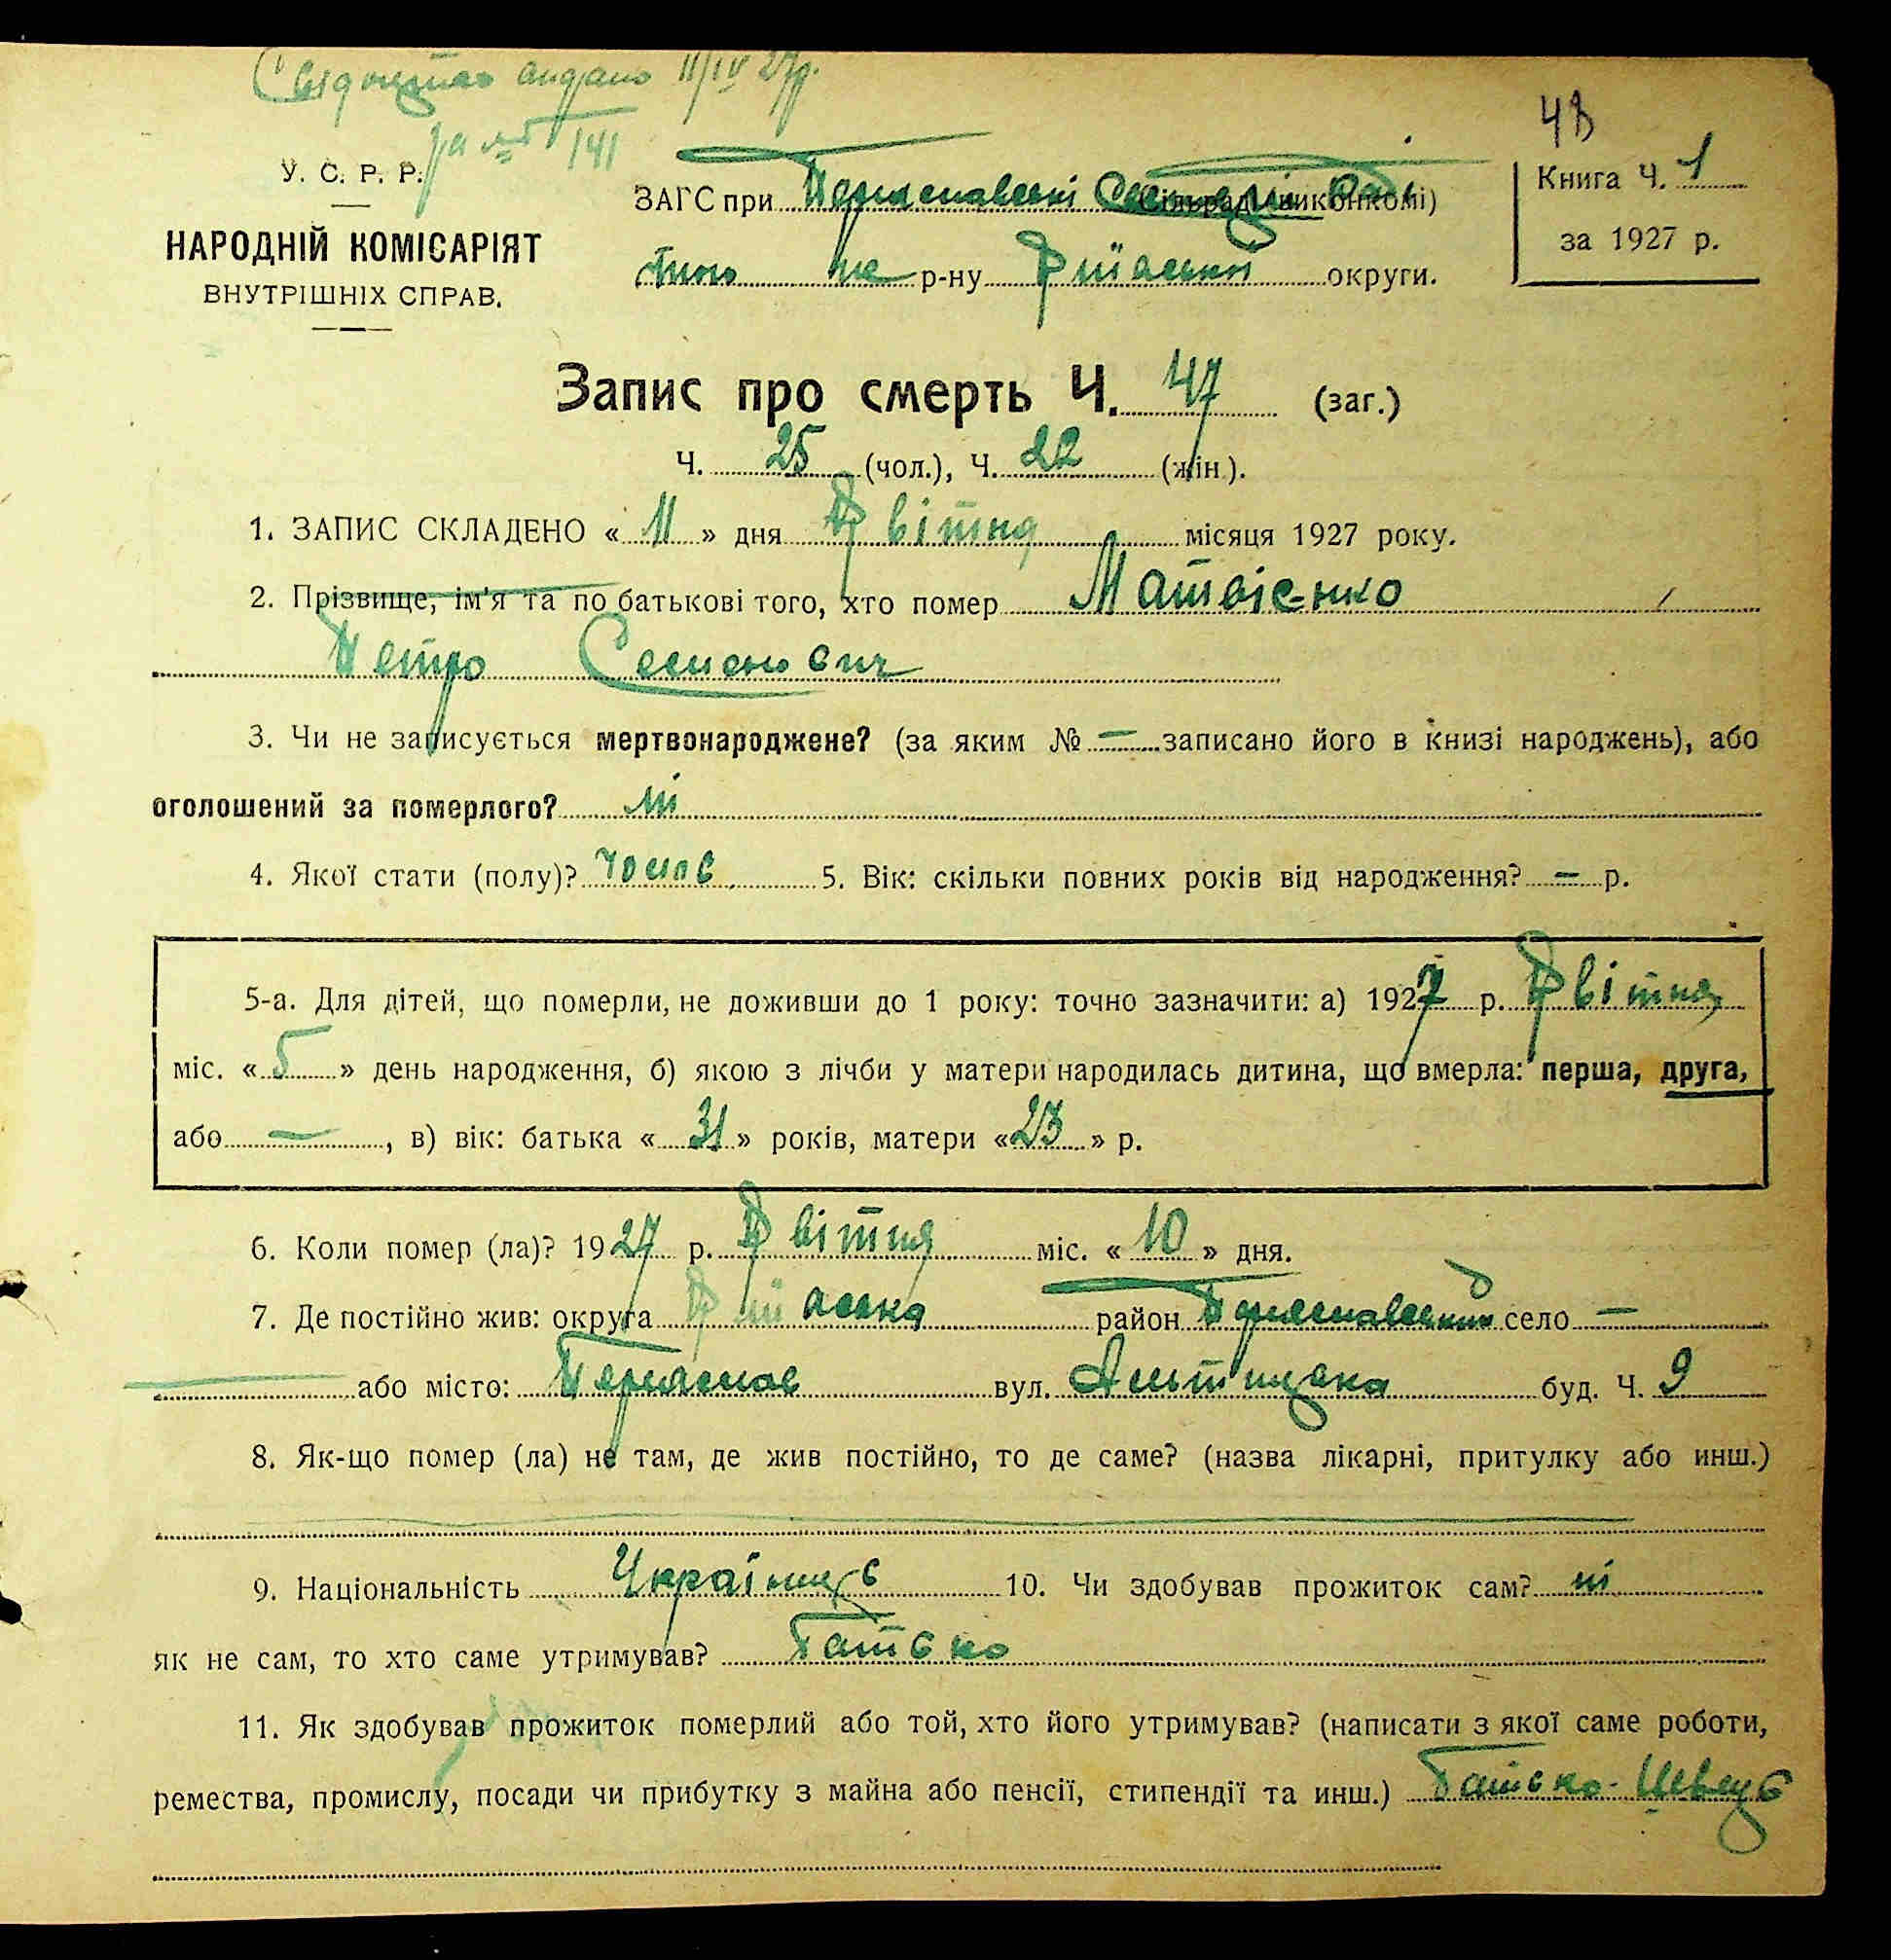 Свідоцтво видано 11/IV 27р.
за № 141
48
У. С. Р. Р.
НАРОДНІЙ КОМІСАРІЯТ
ВНУТРІШНІХ СПРАВ.
ЗАГС при Переяславській (Сільраді виконкомі)
р-ну округи.
Книга Ч. 1
за 1927 р.
Запис про смерть Ч. 47 (заг.)
Ч. 25 (чол.), Ч. 22 (жін.).
1. ЗАПИС СКЛАДЕНО « 11 » дня Квітня місяця 1927 року.
2. Прізвище, ім'я та по батькові того, хто помер Матвієнко
Петро Семенович
3. Чи не записується мертвонароджене? (за яким № — записано його в книзі народжень), або
оголошений за померлого? ні
4. Якої стати (полу)? чолов. 5. Вік: скільки повних років від народження? — р.
5-а. Для дітей, що померли, не доживши до 1 року: точно зазначити: а) 1927 р. Квітня
міс. « 5 » день народження, б) якою з лічби у матери народилась дитина, що вмерла: перша, друга,
або —, в) вік: батька « 31 » років, матери « 23 » р.
6. Коли помер (ла)? 1927 р. Квітня міс. « 10 » дня.
7. Де постійно жив: округа район Переяславський село —
або місто: Переяслав вул. буд. Ч. 9
8. Як-що помер (ла) не там, де жив постійно, то де саме? (назва лікарні, притулку або инш.)
9. Національність Українець 10. Чи здобував прожиток сам? ні
як не сам, то хто саме утримував? Батько
11. Як здобував прожиток померлий або той, хто його утримував? (написати з якої саме роботи,
ремества, промислу, посади чи прибутку з майна або пенсії, стипендії та инш.) Батько - Швець